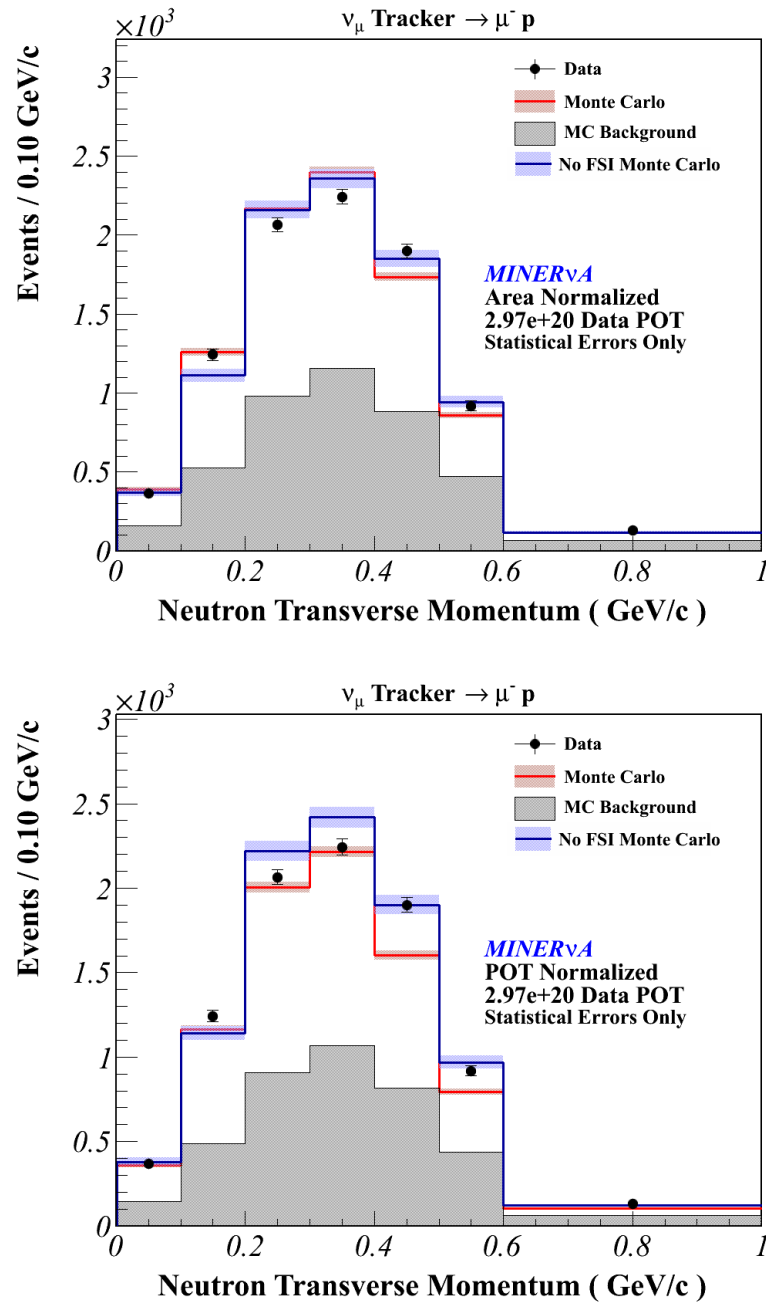 ν_μ Tracker → μ⁻ p
×10³
Events / 0.10 GeV/c
3
2.5
2
1.5
1
0.5
0
Data
Monte Carlo
MC Background
No FSI Monte Carlo
MINERνA
Area Normalized
2.97e+20 Data POT
Statistical Errors Only
0 0.2 0.4 0.6 0.8 1
Neutron Transverse Momentum ( GeV/c )
ν_μ Tracker → μ⁻ p
×10³
Events / 0.10 GeV/c
3
2.5
2
1.5
1
0.5
0
Data
Monte Carlo
MC Background
No FSI Monte Carlo
MINERνA
POT Normalized
2.97e+20 Data POT
Statistical Errors Only
0 0.2 0.4 0.6 0.8 1
Neutron Transverse Momentum ( GeV/c )